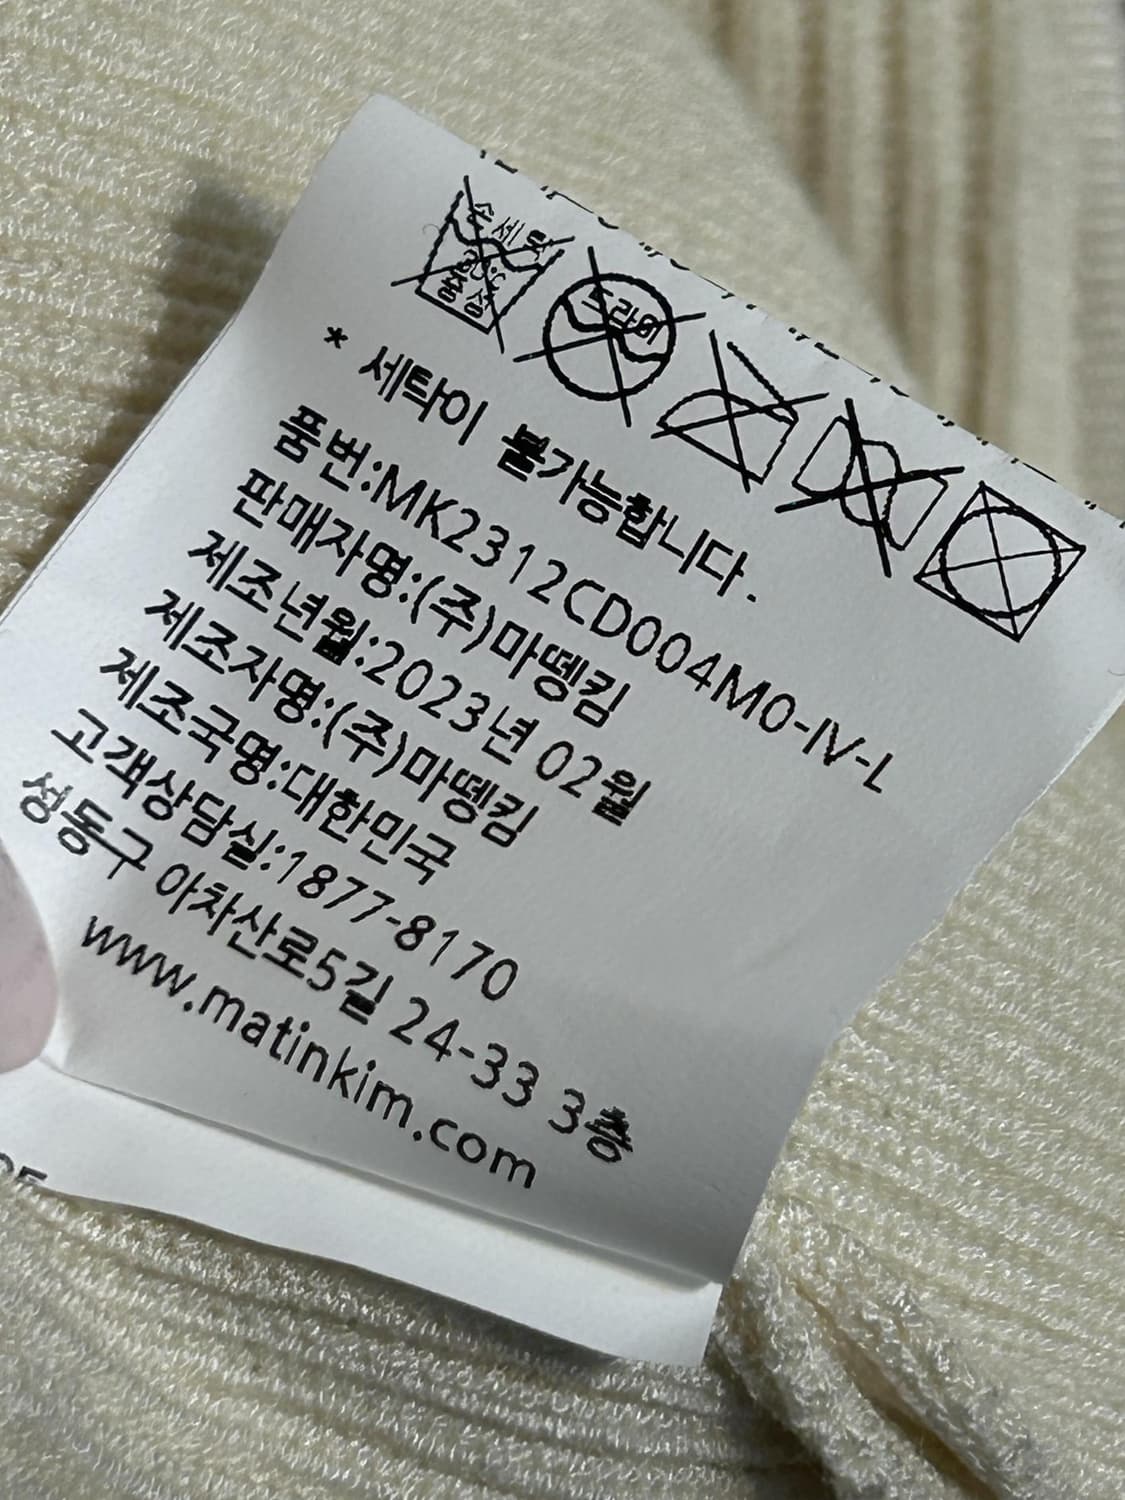 손세탁
30℃
중성
드라이
* 세탁이 불가능합니다.
품번:MK2312CD004M0-IV-L
판매자명:(주)마뗑킴
제조년월:2023년 02월
제조자명:(주)마뗑킴
제조국명:대한민국
고객상담실:1877-8170
성동구 아차산로5길 24-33 3층
www.matinkim.com